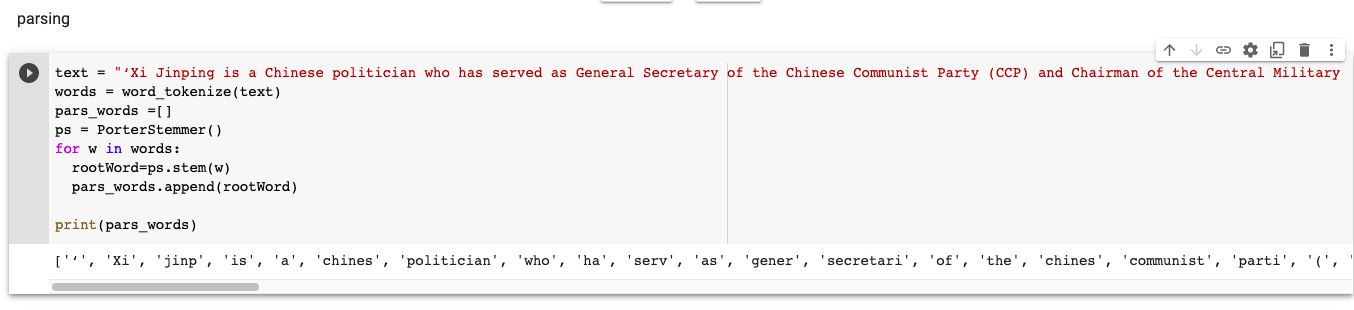 parsing
text = "‘Xi Jinping is a Chinese politician who has served as General Secretary of the Chinese Communist Party (CCP) and Chairman of the Central Military
words = word_tokenize(text)
pars_words =[]
ps = PorterStemmer()
for w in words:
  rootWord=ps.stem(w)
  pars_words.append(rootWord)
print(pars_words)
['‘', 'Xi', 'jinp', 'is', 'a', 'chines', 'politician', 'who', 'ha', 'serv', 'as', 'gener', 'secretari', 'of', 'the', 'chines', 'communist', 'parti', '(', '